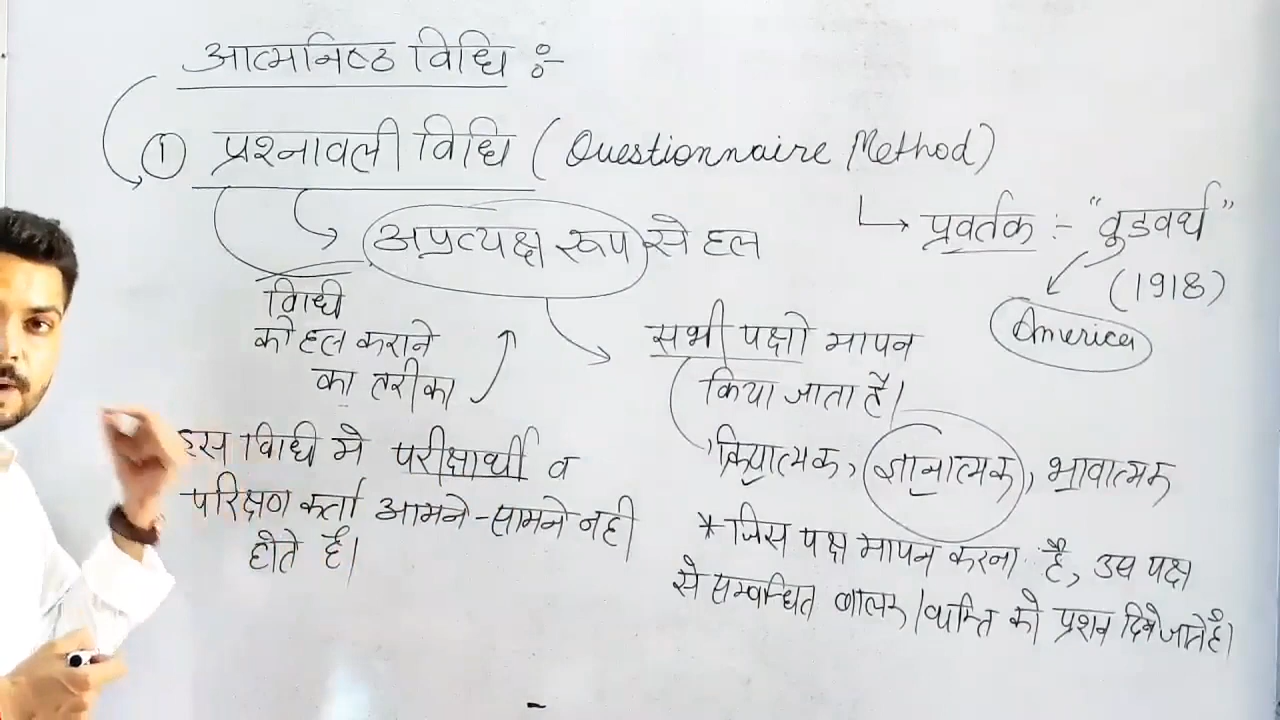 आत्मनिष्ठ विधि :-
① प्रश्नावली विधि ( Questionnaire Method )
↳ प्रवर्तक :- "वुडवर्थ"
(1918)
America
अप्रत्यक्ष रूप से हल
विधी
को हल कराने
का तरीका
सभी पक्षो मापन
किया जाता है।
क्रियात्मक, ज्ञानात्मक, भावात्मक
इस विधि मे परीक्षार्थी व
परिक्षण कर्ता आमने-सामने नही
होते है।
* जिस पक्ष मापन करना है, उस पक्ष
से सम्बन्धित बालक/व्यक्ति को प्रशन दिये जाते है।